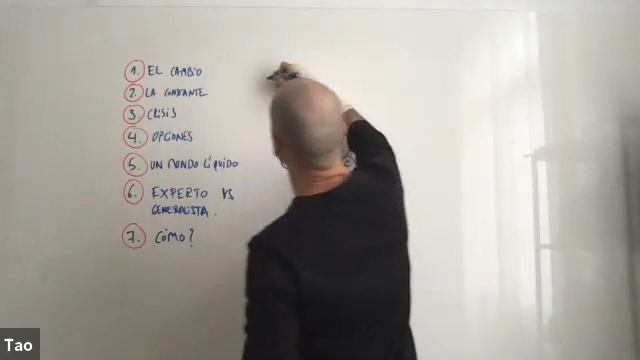 1. EL CAMBIO
2. LA CONSTANTE
3. CRISIS
4. OPCIONES
5. UN MUNDO LÍQUIDO
6. EXPERTO VS
GENERALISTA.
7. CÓMO?
Tao